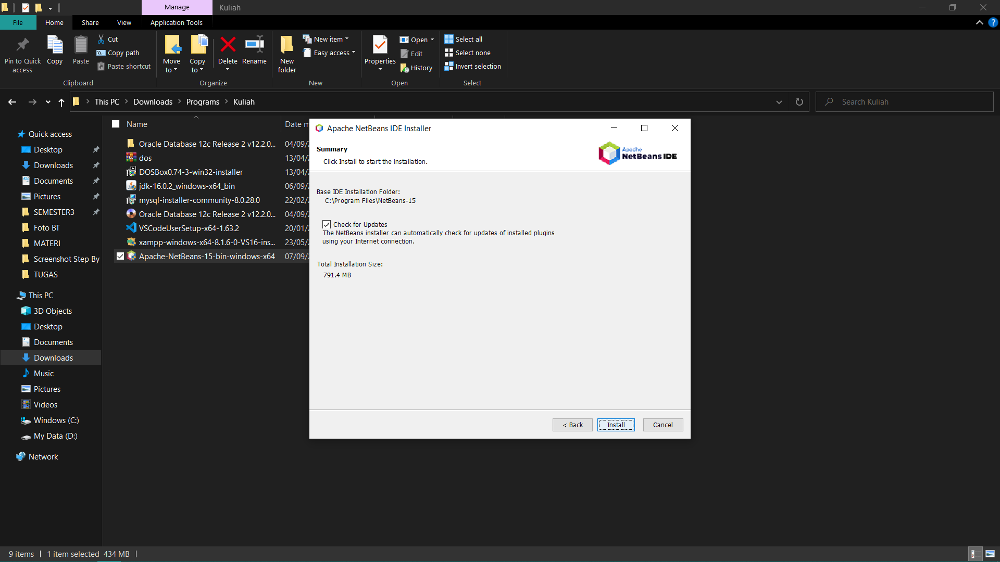 Manage
Kuliah
File
Home
Share
View
Application Tools
Pin to Quick
access
Copy
Paste
Cut
Copy path
Paste shortcut
Clipboard
Move
to
Copy
to
Delete
Rename
Organize
New
folder
New item
Easy access
New
Properties
Open
Edit
History
Open
Select all
Select none
Invert selection
Select
This PC
Downloads
Programs
Kuliah
Search Kuliah
Quick access
Desktop
Downloads
Documents
Pictures
SEMESTER3
Foto BT
MATERI
Screenshot Step By
TUGAS
This PC
3D Objects
Desktop
Documents
Downloads
Music
Pictures
Videos
Windows (C:)
My Data (D:)
Network
Name
Date m
Oracle Database 12c Release 2 v12.2.0... 04/09/
dos 13/04/
DOSBox0.74-3-win32-installer 13/04/
jdk-16.0.2_windows-x64_bin 06/09/
mysql-installer-community-8.0.28.0 22/02/
Oracle Database 12c Release 2 v12.2.0... 04/09/
VSCodeUserSetup-x64-1.63.2 20/01/
xampp-windows-x64-8.1.6-0-VS16-ins... 23/05/
Apache-NetBeans-15-bin-windows-x64 07/09/
Apache NetBeans IDE Installer
Summary
Click Install to start the installation.
Apache
NetBeans IDE
Base IDE Installation Folder:
C:\Program Files\NetBeans-15
Check for Updates
The NetBeans installer can automatically check for updates of installed plugins
using your Internet connection.
Total Installation Size:
791.4 MB
< Back
Install
Cancel
9 items
1 item selected 434 MB